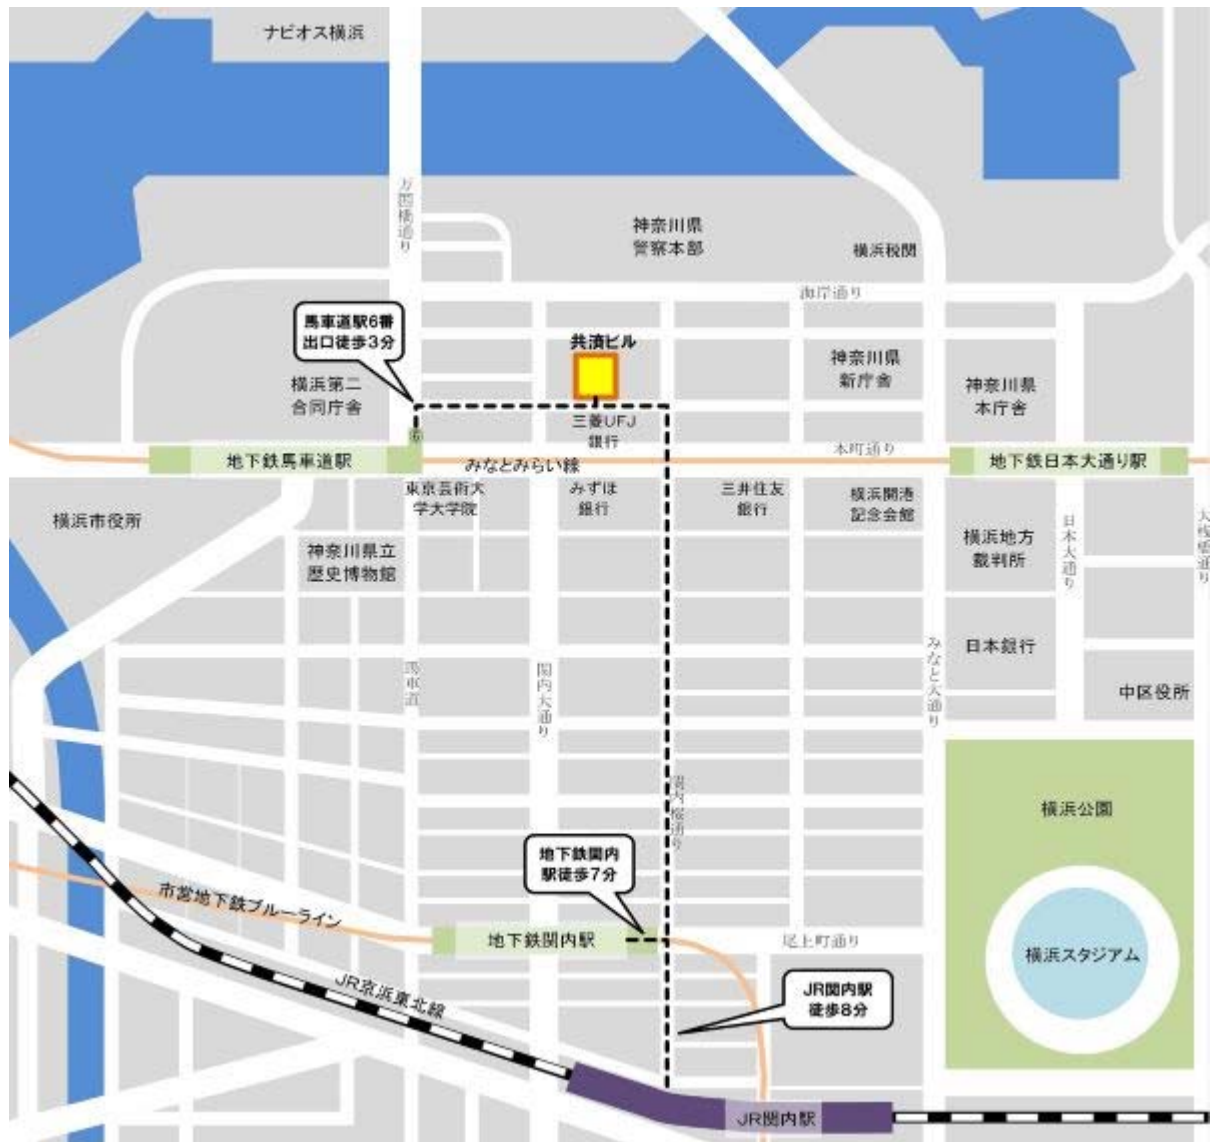 ナビオス横浜
万国橋通り
神奈川県
警察本部
横浜税関
海岸通り
馬車道駅6番
出口徒歩3分
共済ビル
横浜第二
合同庁舎
神奈川県
新庁舎
神奈川県
本庁舎
三菱UFJ
銀行
本町通り
地下鉄馬車道駅
みなとみらい線
地下鉄日本大通り駅
横浜市役所
東京芸術大
学大学院
みずほ
銀行
三井住友
銀行
横浜開港
記念会館
神奈川県立
歴史博物館
横浜地方
裁判所
日本大通り
大桟橋通り
馬車道
関内大通り
みなと大通り
日本銀行
中区役所
関内桜通り
横浜公園
地下鉄関内
駅徒歩7分
市営地下鉄ブルーライン
地下鉄関内駅
尾上町通り
横浜スタジアム
JR京浜東北線
JR関内駅
徒歩8分
JR関内駅